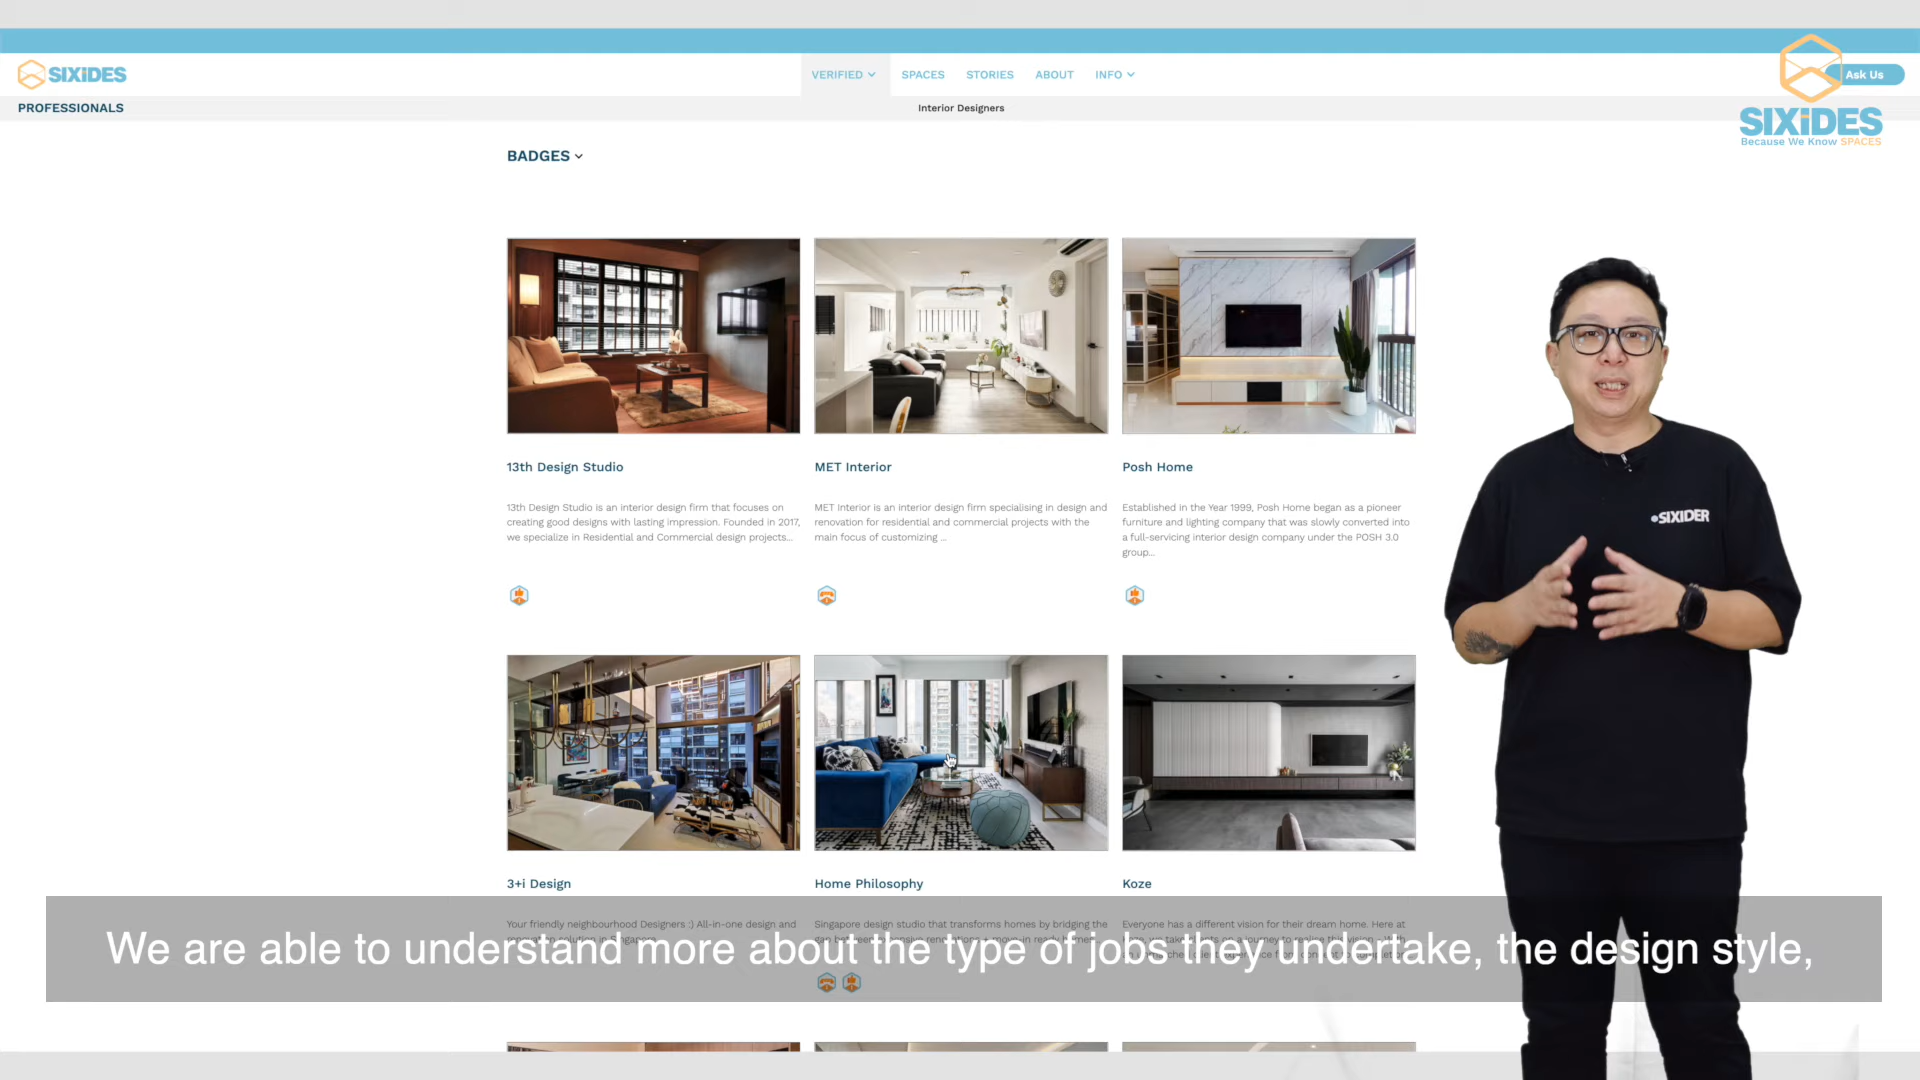 SIXiDES
VERIFIED
SPACES
STORIES
ABOUT
INFO
Ask Us
PROFESSIONALS
Interior Designers
SIXiDES
Because We Know SPACES
BADGES
13th Design Studio
13th Design Studio is an interior design firm that focuses on
creating good designs with lasting impression. Founded in 2017,
we specialize in Residential and Commercial design projects...
MET Interior
MET Interior is an interior design firm specialising in design and
renovation for residential and commercial projects with the
main focus of customizing ...
Posh Home
Established in the Year 1999, Posh Home began as a pioneer
furniture and lighting company that was slowly converted into
a full-servicing interior design company under the POSH 3.0
group...
SIXIDER
3+i Design
Your friendly neighbourhood Designers :) All-in-one design and
renovation solution in Singapore
Home Philosophy
Singapore design studio that transforms homes by bridging the
gap between
Koze
Everyone has a different vision for their dream home. Here at
We are able to understand more about the type of jobs they undertake, the design style,